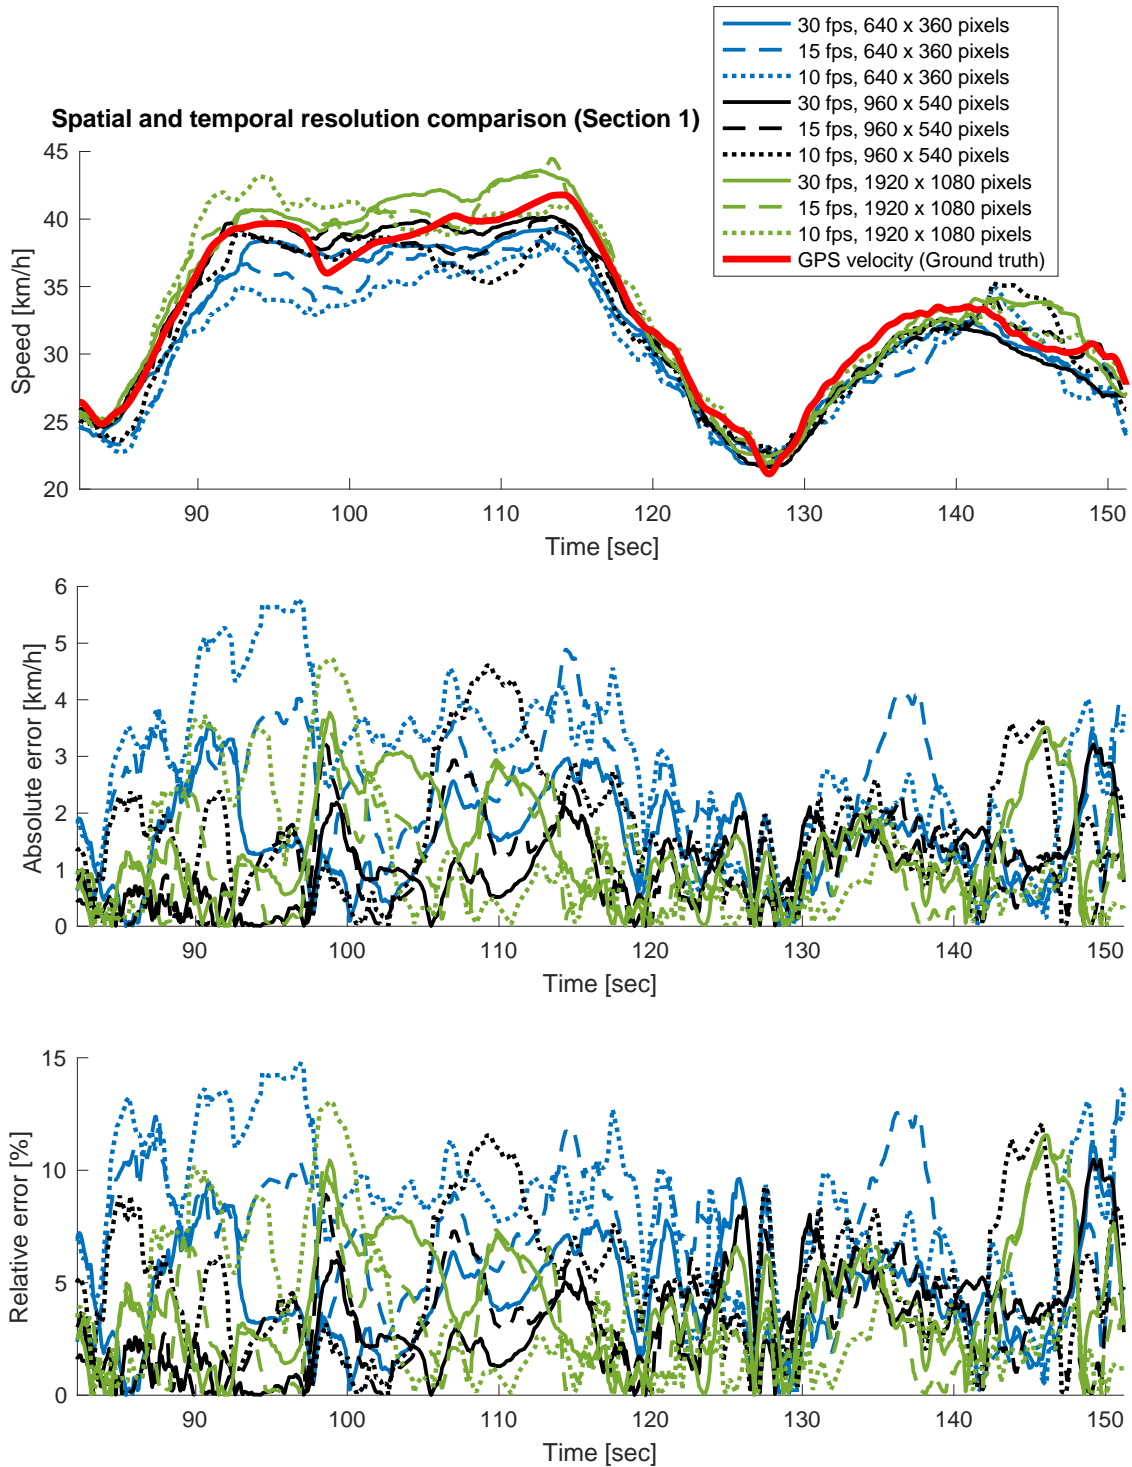 30 fps, 640 x 360 pixels
15 fps, 640 x 360 pixels
10 fps, 640 x 360 pixels
30 fps, 960 x 540 pixels
15 fps, 960 x 540 pixels
10 fps, 960 x 540 pixels
30 fps, 1920 x 1080 pixels
15 fps, 1920 x 1080 pixels
10 fps, 1920 x 1080 pixels
GPS velocity (Ground truth)
Spatial and temporal resolution comparison (Section 1)
Speed [km/h]
45
40
35
30
25
20
90 100 110 120 130 140 150
Time [sec]
Absolute error [km/h]
6
5
4
3
2
1
0
90 100 110 120 130 140 150
Time [sec]
Relative error [%]
15
10
5
0
90 100 110 120 130 140 150
Time [sec]